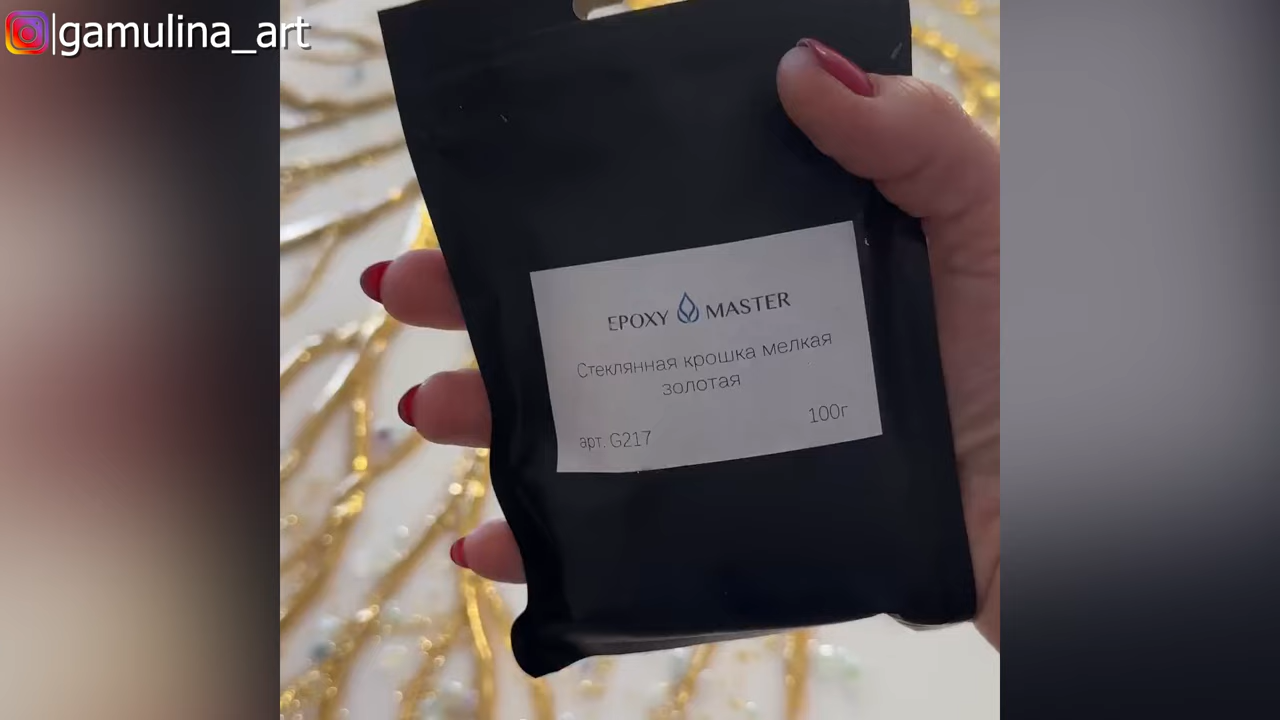 |gamulina_art
EPOXY MASTER
Стеклянная крошка мелкая
золотая
100г
арт. G217